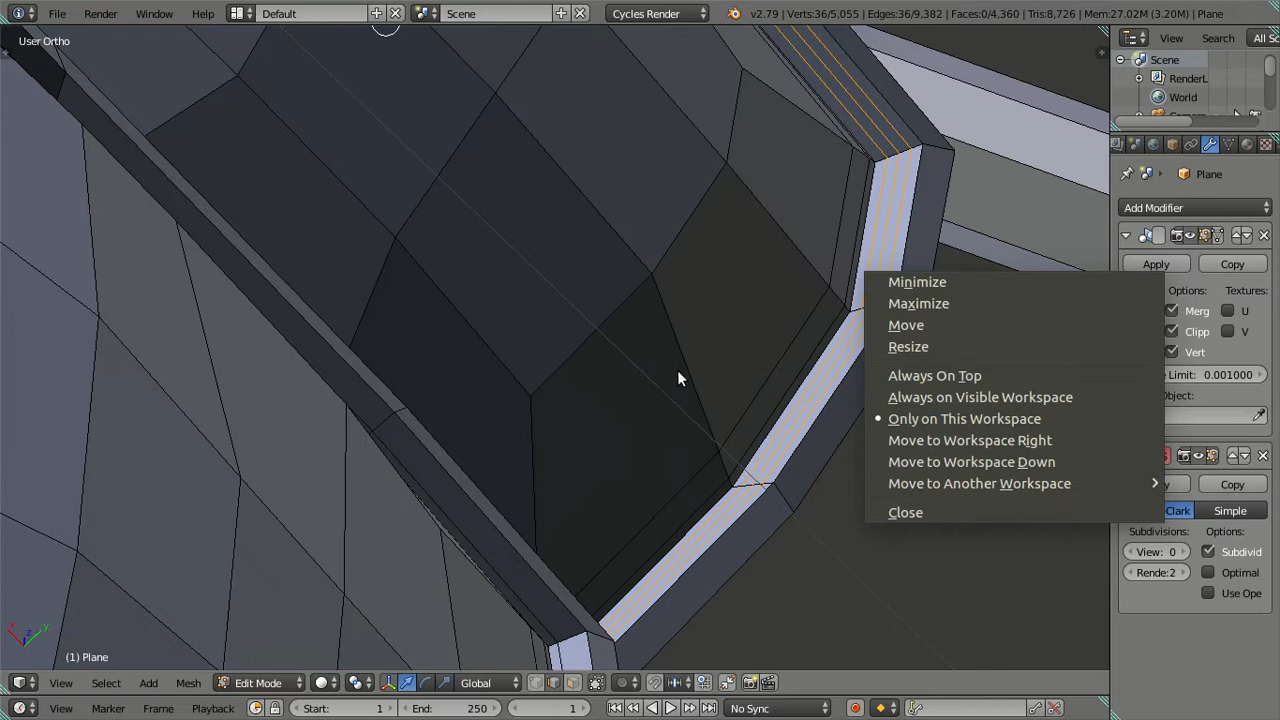 File Render Window Help Default Scene Cycles Render v2.79 | Verts:36/5,055 | Edges:36/9,382 | Faces:0/4,360 | Tris:8,726 | Mem:27.02M (3.20M) | Plane
User Ortho
View Search All Sc
Scene
RenderL
World
Plane
Add Modifier
Apply Copy
Options: Textures:
Merg U
Clipp V
Vert
Limit: 0.001000
Object:
Minimize
Maximize
Move
Resize
Always On Top
Always on Visible Workspace
Only on This Workspace
Move to Workspace Right
Move to Workspace Down
Move to Another Workspace
Close
Copy
Clark Simple
Subdivisions: Options:
View: 0 Subdivid
Rende:2 Optimal
Use Ope
(1) Plane
View Select Add Mesh Edit Mode Global
View Marker Frame Playback Start: 1 End: 250 1 No Sync